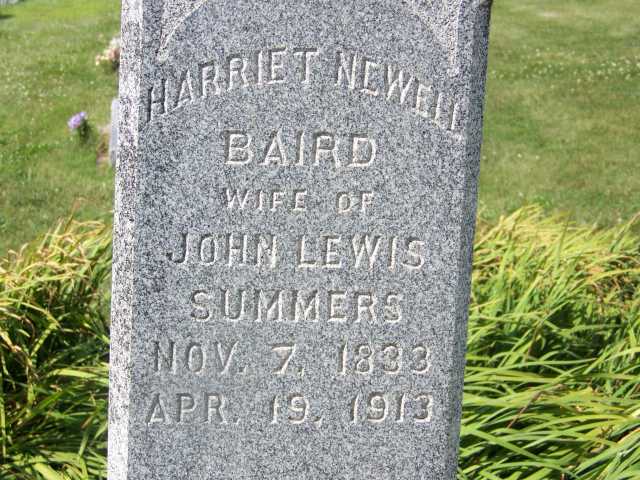 HARRIET NEWELL
BAIRD
WIFE OF
JOHN LEWIS
SUMMERS
NOV. 7, 1833
APR. 19, 1913